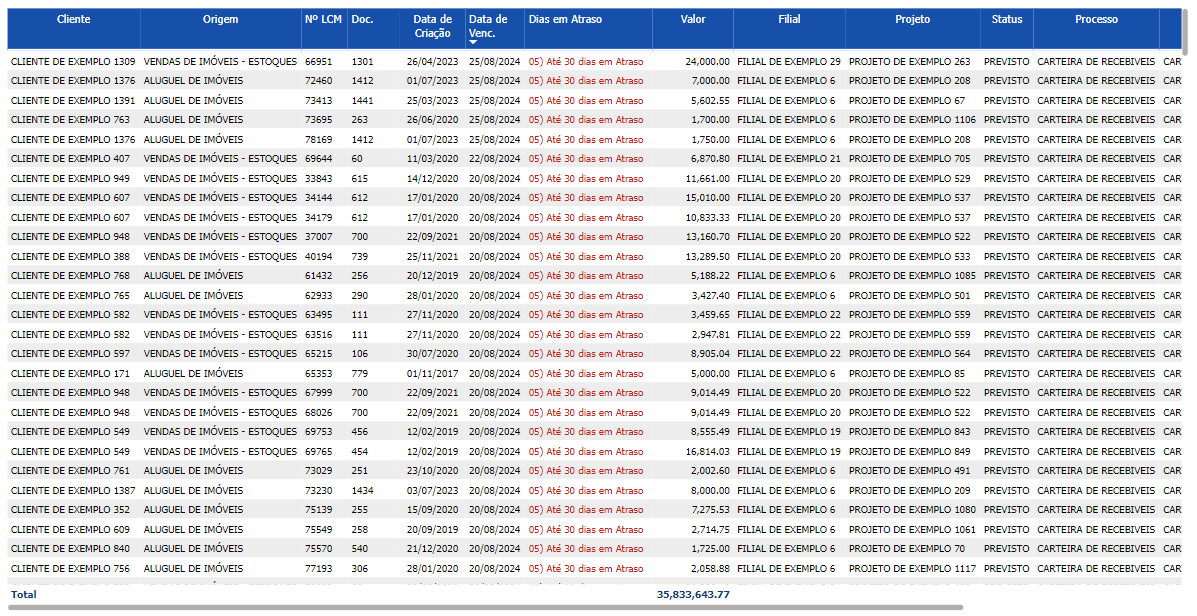 Cliente Origem Nº LCM Doc. Data de Criação Data de Venc. Dias em Atraso Valor Filial Projeto Status Processo
CLIENTE DE EXEMPLO 1309 VENDAS DE IMÓVEIS - ESTOQUES 66951 1301 26/04/2023 25/08/2024 05) Até 30 dias em Atraso 24,000.00 FILIAL DE EXEMPLO 29 PROJETO DE EXEMPLO 263 PREVISTO CARTEIRA DE RECEBIVEIS CAR
CLIENTE DE EXEMPLO 1376 ALUGUEL DE IMÓVEIS 72460 1412 01/07/2023 25/08/2024 05) Até 30 dias em Atraso 7,000.00 FILIAL DE EXEMPLO 6 PROJETO DE EXEMPLO 208 PREVISTO CARTEIRA DE RECEBIVEIS CAR
CLIENTE DE EXEMPLO 1391 ALUGUEL DE IMÓVEIS 73413 1441 25/03/2023 25/08/2024 05) Até 30 dias em Atraso 5,602.55 FILIAL DE EXEMPLO 6 PROJETO DE EXEMPLO 67 PREVISTO CARTEIRA DE RECEBIVEIS CAR
CLIENTE DE EXEMPLO 763 ALUGUEL DE IMÓVEIS 73695 263 26/06/2020 25/08/2024 05) Até 30 dias em Atraso 1,700.00 FILIAL DE EXEMPLO 6 PROJETO DE EXEMPLO 1106 PREVISTO CARTEIRA DE RECEBIVEIS CAR
CLIENTE DE EXEMPLO 1376 ALUGUEL DE IMÓVEIS 78169 1412 01/07/2023 25/08/2024 05) Até 30 dias em Atraso 1,750.00 FILIAL DE EXEMPLO 6 PROJETO DE EXEMPLO 208 PREVISTO CARTEIRA DE RECEBIVEIS CAR
CLIENTE DE EXEMPLO 407 VENDAS DE IMÓVEIS - ESTOQUES 69644 60 11/03/2020 22/08/2024 05) Até 30 dias em Atraso 6,870.80 FILIAL DE EXEMPLO 21 PROJETO DE EXEMPLO 705 PREVISTO CARTEIRA DE RECEBIVEIS CAR
CLIENTE DE EXEMPLO 949 VENDAS DE IMÓVEIS - ESTOQUES 33843 615 14/12/2020 20/08/2024 05) Até 30 dias em Atraso 11,661.00 FILIAL DE EXEMPLO 20 PROJETO DE EXEMPLO 529 PREVISTO CARTEIRA DE RECEBIVEIS CAR
CLIENTE DE EXEMPLO 607 VENDAS DE IMÓVEIS - ESTOQUES 34144 612 17/01/2020 20/08/2024 05) Até 30 dias em Atraso 15,010.00 FILIAL DE EXEMPLO 20 PROJETO DE EXEMPLO 537 PREVISTO CARTEIRA DE RECEBIVEIS CAR
CLIENTE DE EXEMPLO 607 VENDAS DE IMÓVEIS - ESTOQUES 34179 612 17/01/2020 20/08/2024 05) Até 30 dias em Atraso 10,833.33 FILIAL DE EXEMPLO 20 PROJETO DE EXEMPLO 537 PREVISTO CARTEIRA DE RECEBIVEIS CAR
CLIENTE DE EXEMPLO 948 VENDAS DE IMÓVEIS - ESTOQUES 37007 700 22/09/2021 20/08/2024 05) Até 30 dias em Atraso 13,160.70 FILIAL DE EXEMPLO 20 PROJETO DE EXEMPLO 522 PREVISTO CARTEIRA DE RECEBIVEIS CAR
CLIENTE DE EXEMPLO 388 VENDAS DE IMÓVEIS - ESTOQUES 40194 739 25/11/2021 20/08/2024 05) Até 30 dias em Atraso 13,289.50 FILIAL DE EXEMPLO 20 PROJETO DE EXEMPLO 533 PREVISTO CARTEIRA DE RECEBIVEIS CAR
CLIENTE DE EXEMPLO 768 ALUGUEL DE IMÓVEIS 61432 256 20/12/2019 20/08/2024 05) Até 30 dias em Atraso 5,188.22 FILIAL DE EXEMPLO 6 PROJETO DE EXEMPLO 1085 PREVISTO CARTEIRA DE RECEBIVEIS CAR
CLIENTE DE EXEMPLO 765 ALUGUEL DE IMÓVEIS 62933 290 28/01/2020 20/08/2024 05) Até 30 dias em Atraso 3,427.40 FILIAL DE EXEMPLO 6 PROJETO DE EXEMPLO 501 PREVISTO CARTEIRA DE RECEBIVEIS CAR
CLIENTE DE EXEMPLO 582 VENDAS DE IMÓVEIS - ESTOQUES 63495 111 27/11/2020 20/08/2024 05) Até 30 dias em Atraso 3,459.65 FILIAL DE EXEMPLO 22 PROJETO DE EXEMPLO 559 PREVISTO CARTEIRA DE RECEBIVEIS CAR
CLIENTE DE EXEMPLO 582 VENDAS DE IMÓVEIS - ESTOQUES 63516 111 27/11/2020 20/08/2024 05) Até 30 dias em Atraso 2,947.81 FILIAL DE EXEMPLO 22 PROJETO DE EXEMPLO 559 PREVISTO CARTEIRA DE RECEBIVEIS CAR
CLIENTE DE EXEMPLO 597 VENDAS DE IMÓVEIS - ESTOQUES 65215 106 30/07/2020 20/08/2024 05) Até 30 dias em Atraso 8,905.04 FILIAL DE EXEMPLO 22 PROJETO DE EXEMPLO 564 PREVISTO CARTEIRA DE RECEBIVEIS CAR
CLIENTE DE EXEMPLO 171 ALUGUEL DE IMÓVEIS 65353 779 01/11/2017 20/08/2024 05) Até 30 dias em Atraso 5,000.00 FILIAL DE EXEMPLO 6 PROJETO DE EXEMPLO 85 PREVISTO CARTEIRA DE RECEBIVEIS CAR
CLIENTE DE EXEMPLO 948 VENDAS DE IMÓVEIS - ESTOQUES 67999 700 22/09/2021 20/08/2024 05) Até 30 dias em Atraso 9,014.49 FILIAL DE EXEMPLO 20 PROJETO DE EXEMPLO 522 PREVISTO CARTEIRA DE RECEBIVEIS CAR
CLIENTE DE EXEMPLO 948 VENDAS DE IMÓVEIS - ESTOQUES 68026 700 22/09/2021 20/08/2024 05) Até 30 dias em Atraso 9,014.49 FILIAL DE EXEMPLO 20 PROJETO DE EXEMPLO 522 PREVISTO CARTEIRA DE RECEBIVEIS CAR
CLIENTE DE EXEMPLO 549 VENDAS DE IMÓVEIS - ESTOQUES 69753 456 12/02/2019 20/08/2024 05) Até 30 dias em Atraso 8,555.49 FILIAL DE EXEMPLO 19 PROJETO DE EXEMPLO 843 PREVISTO CARTEIRA DE RECEBIVEIS CAR
CLIENTE DE EXEMPLO 549 VENDAS DE IMÓVEIS - ESTOQUES 69765 454 12/02/2019 20/08/2024 05) Até 30 dias em Atraso 16,814.03 FILIAL DE EXEMPLO 19 PROJETO DE EXEMPLO 849 PREVISTO CARTEIRA DE RECEBIVEIS CAR
CLIENTE DE EXEMPLO 761 ALUGUEL DE IMÓVEIS 73029 251 23/10/2020 20/08/2024 05) Até 30 dias em Atraso 2,002.60 FILIAL DE EXEMPLO 6 PROJETO DE EXEMPLO 491 PREVISTO CARTEIRA DE RECEBIVEIS CAR
CLIENTE DE EXEMPLO 1387 ALUGUEL DE IMÓVEIS 73230 1434 03/07/2023 20/08/2024 05) Até 30 dias em Atraso 8,000.00 FILIAL DE EXEMPLO 6 PROJETO DE EXEMPLO 209 PREVISTO CARTEIRA DE RECEBIVEIS CAR
CLIENTE DE EXEMPLO 352 ALUGUEL DE IMÓVEIS 75139 255 15/09/2020 20/08/2024 05) Até 30 dias em Atraso 7,275.53 FILIAL DE EXEMPLO 6 PROJETO DE EXEMPLO 1080 PREVISTO CARTEIRA DE RECEBIVEIS CAR
CLIENTE DE EXEMPLO 609 ALUGUEL DE IMÓVEIS 75549 258 20/09/2019 20/08/2024 05) Até 30 dias em Atraso 2,714.75 FILIAL DE EXEMPLO 6 PROJETO DE EXEMPLO 1061 PREVISTO CARTEIRA DE RECEBIVEIS CAR
CLIENTE DE EXEMPLO 840 ALUGUEL DE IMÓVEIS 75570 540 21/12/2020 20/08/2024 05) Até 30 dias em Atraso 1,725.00 FILIAL DE EXEMPLO 6 PROJETO DE EXEMPLO 70 PREVISTO CARTEIRA DE RECEBIVEIS CAR
CLIENTE DE EXEMPLO 756 ALUGUEL DE IMÓVEIS 77193 306 28/01/2020 20/08/2024 05) Até 30 dias em Atraso 2,058.88 FILIAL DE EXEMPLO 6 PROJETO DE EXEMPLO 1117 PREVISTO CARTEIRA DE RECEBIVEIS CAR
Total 35,833,643.77